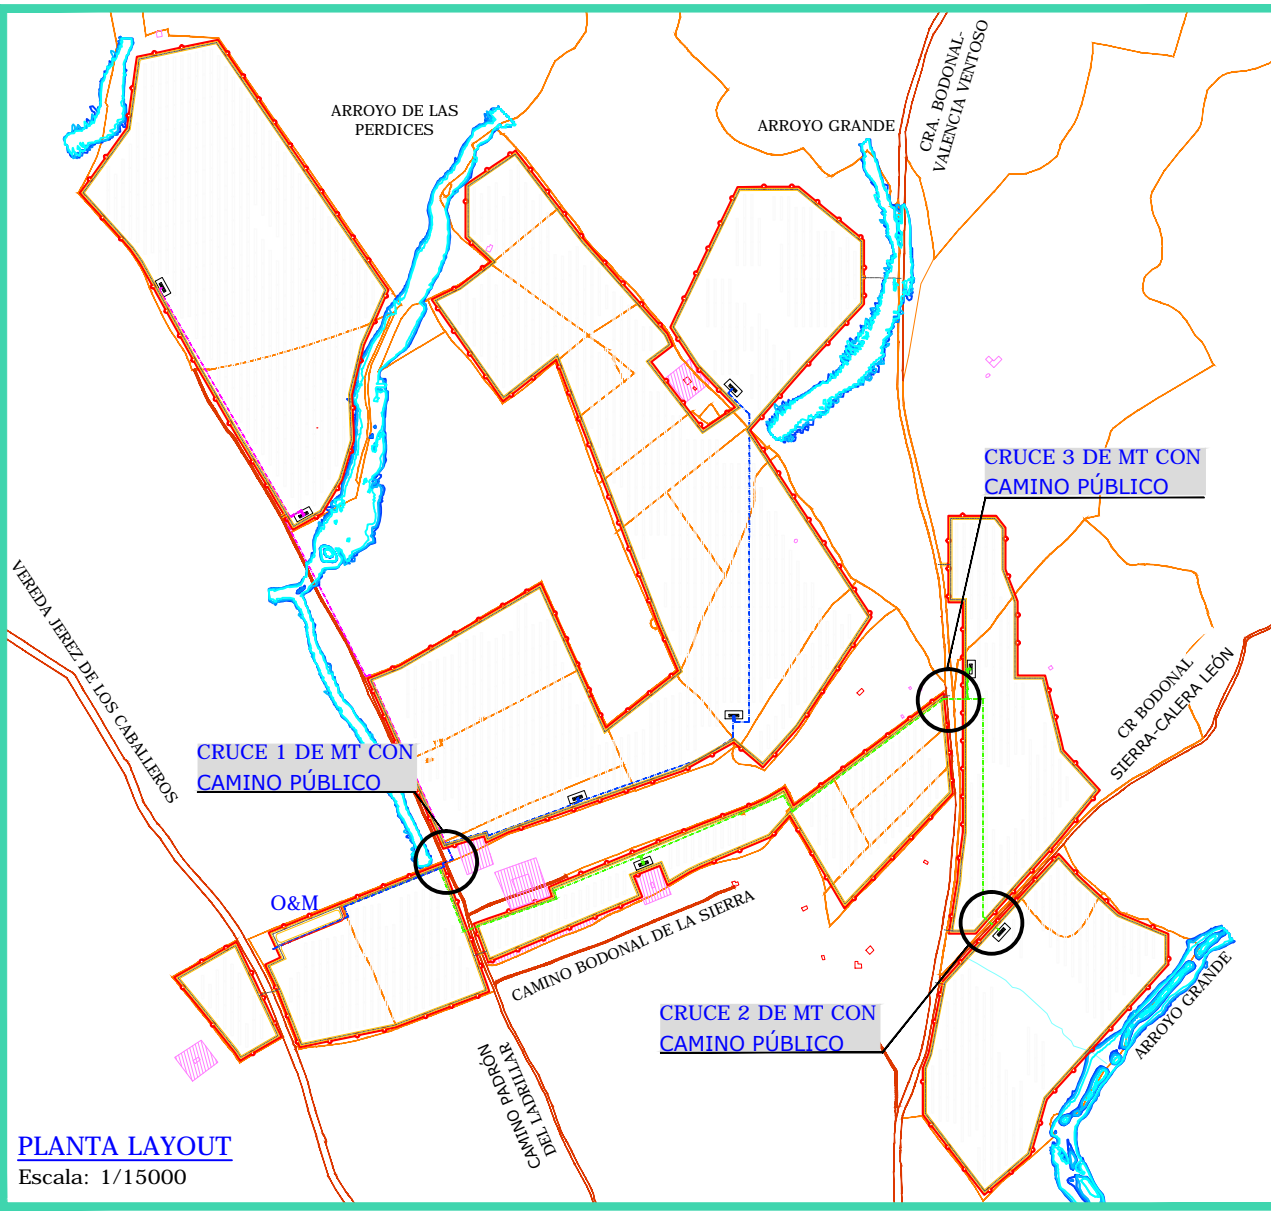 ARROYO DE LAS
PERDICES
ARROYO GRANDE
CRA. BODONAL-
VALENCIA VENTOSO
CRUCE 3 DE MT CON
CAMINO PÚBLICO
VEREDA JEREZ DE LOS CABALLEROS
CR BODONAL
SIERRA-CALERA LEÓN
CRUCE 1 DE MT CON
CAMINO PÚBLICO
O&M
CAMINO BODONAL DE LA SIERRA
CRUCE 2 DE MT CON
CAMINO PÚBLICO
ARROYO GRANDE
CAMINO PADRÓN
DEL LADRILLAR
PLANTA LAYOUT
Escala: 1/15000